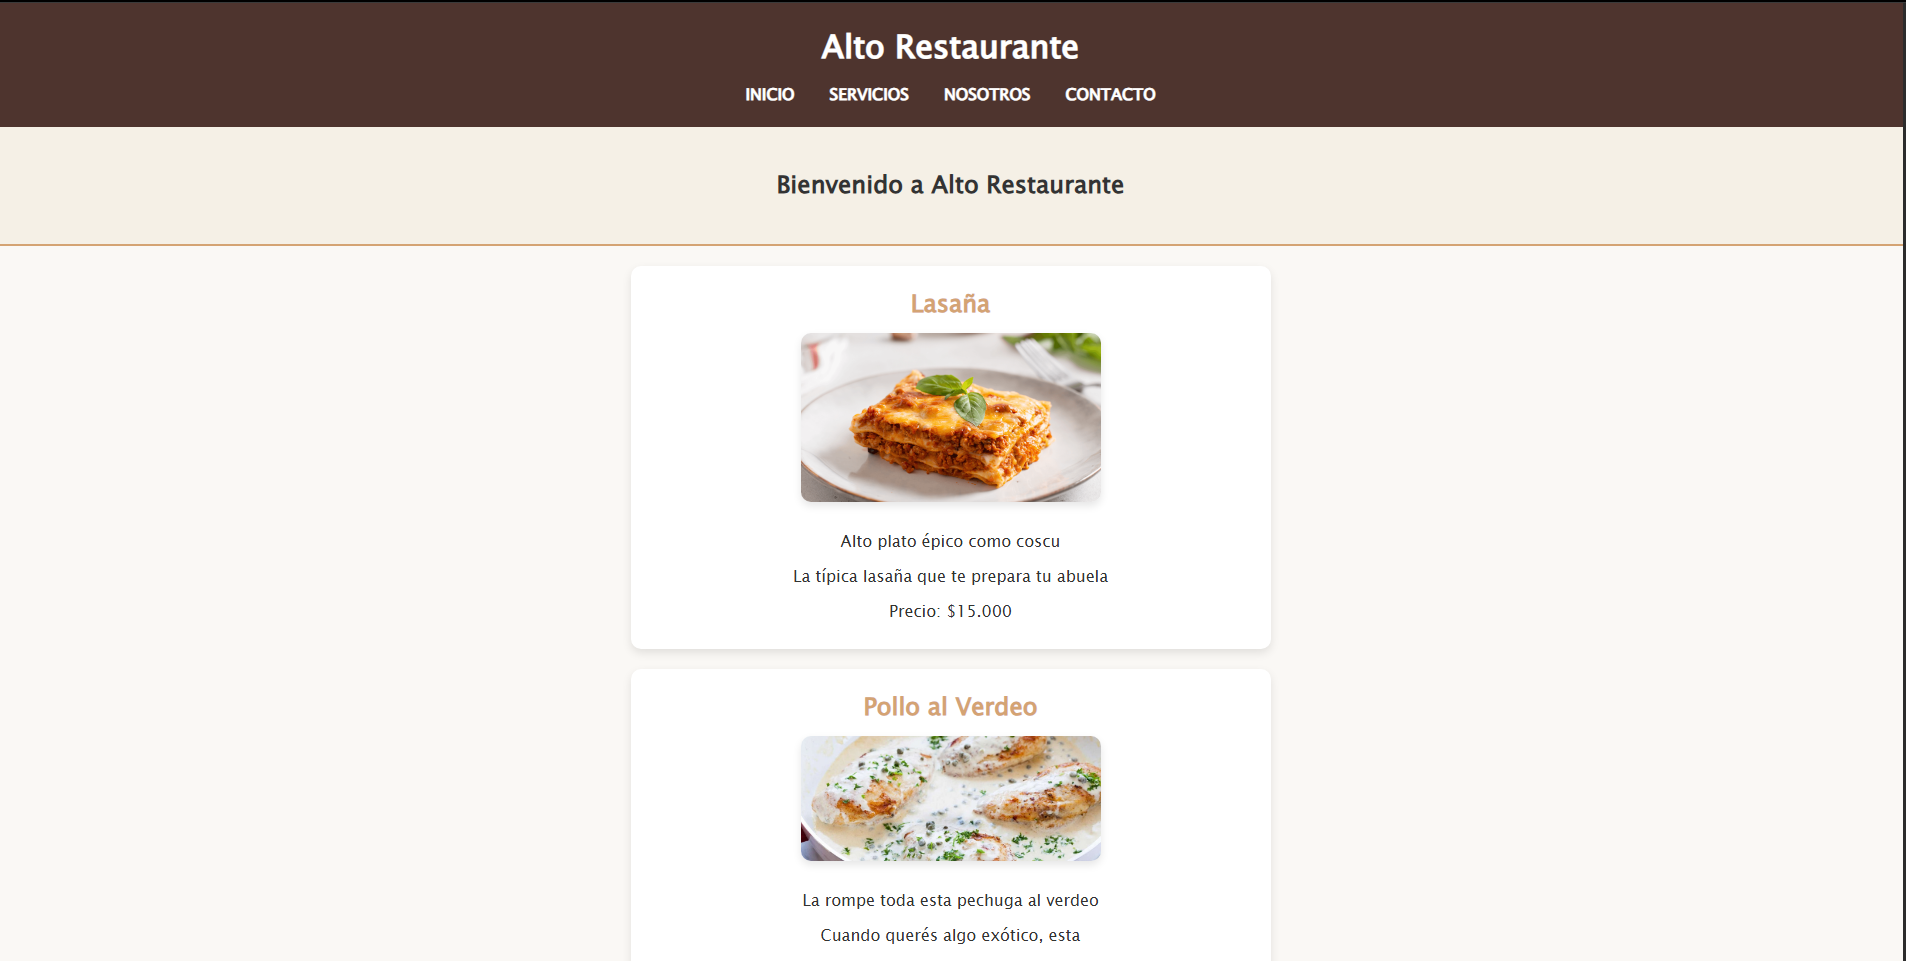 Alto Restaurante
INICIO SERVICIOS NOSOTROS CONTACTO
Bienvenido a Alto Restaurante
Lasaña
Alto plato épico como coscu
La típica lasaña que te prepara tu abuela
Precio: $15.000
Pollo al Verdeo
La rompe toda esta pechuga al verdeo
Cuando querés algo exótico, esta